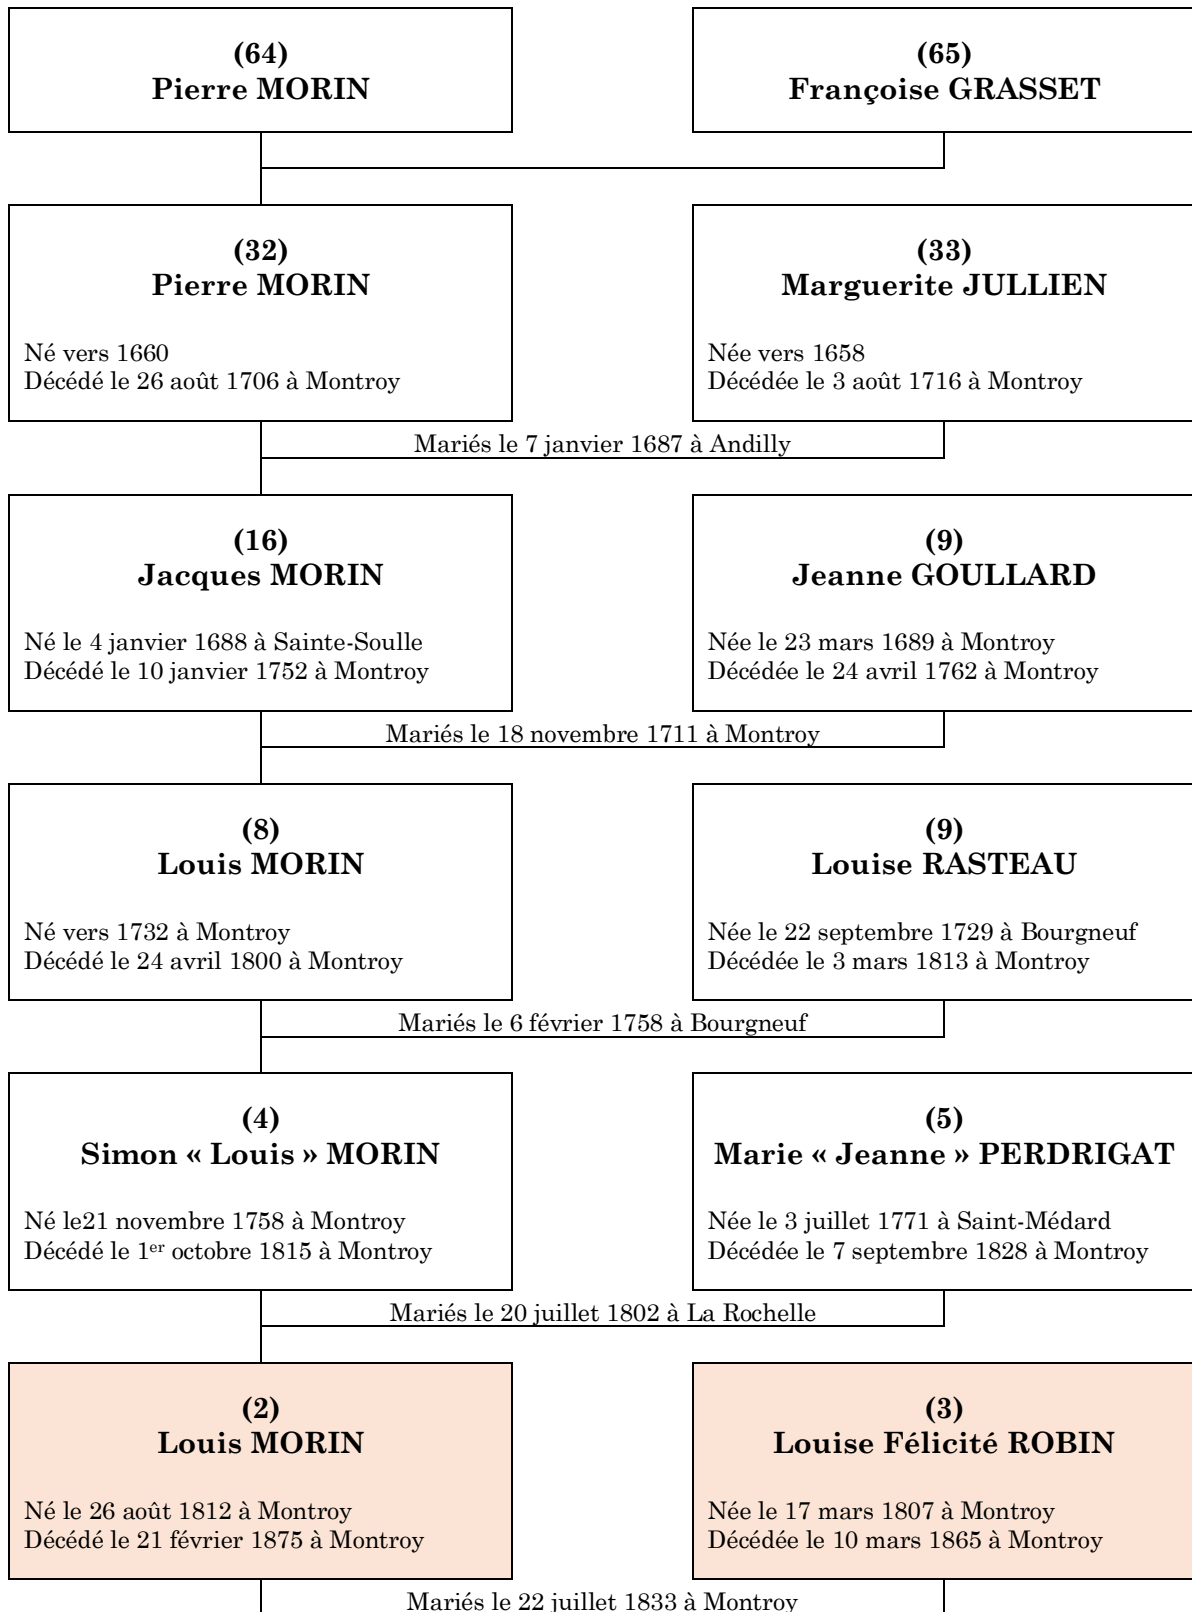 (64)
Pierre MORIN
(65)
Françoise GRASSET
(32)
Pierre MORIN
Né vers 1660
Décédé le 26 août 1706 à Montroy
(33)
Marguerite JULLIEN
Née vers 1658
Décédée le 3 août 1716 à Montroy
Mariés le 7 janvier 1687 à Andilly
(16)
Jacques MORIN
Né le 4 janvier 1688 à Sainte-Soulle
Décédé le 10 janvier 1752 à Montroy
(9)
Jeanne GOULLARD
Née le 23 mars 1689 à Montroy
Décédée le 24 avril 1762 à Montroy
Mariés le 18 novembre 1711 à Montroy
(8)
Louis MORIN
Né vers 1732 à Montroy
Décédé le 24 avril 1800 à Montroy
(9)
Louise RASTEAU
Née le 22 septembre 1729 à Bourgneuf
Décédée le 3 mars 1813 à Montroy
Mariés le 6 février 1758 à Bourgneuf
(4)
Simon « Louis » MORIN
Né le21 novembre 1758 à Montroy
Décédé le 1er octobre 1815 à Montroy
(5)
Marie « Jeanne » PERDRIGAT
Née le 3 juillet 1771 à Saint-Médard
Décédée le 7 septembre 1828 à Montroy
Mariés le 20 juillet 1802 à La Rochelle
(2)
Louis MORIN
Né le 26 août 1812 à Montroy
Décédé le 21 février 1875 à Montroy
(3)
Louise Félicité ROBIN
Née le 17 mars 1807 à Montroy
Décédée le 10 mars 1865 à Montroy
Mariés le 22 juillet 1833 à Montroy